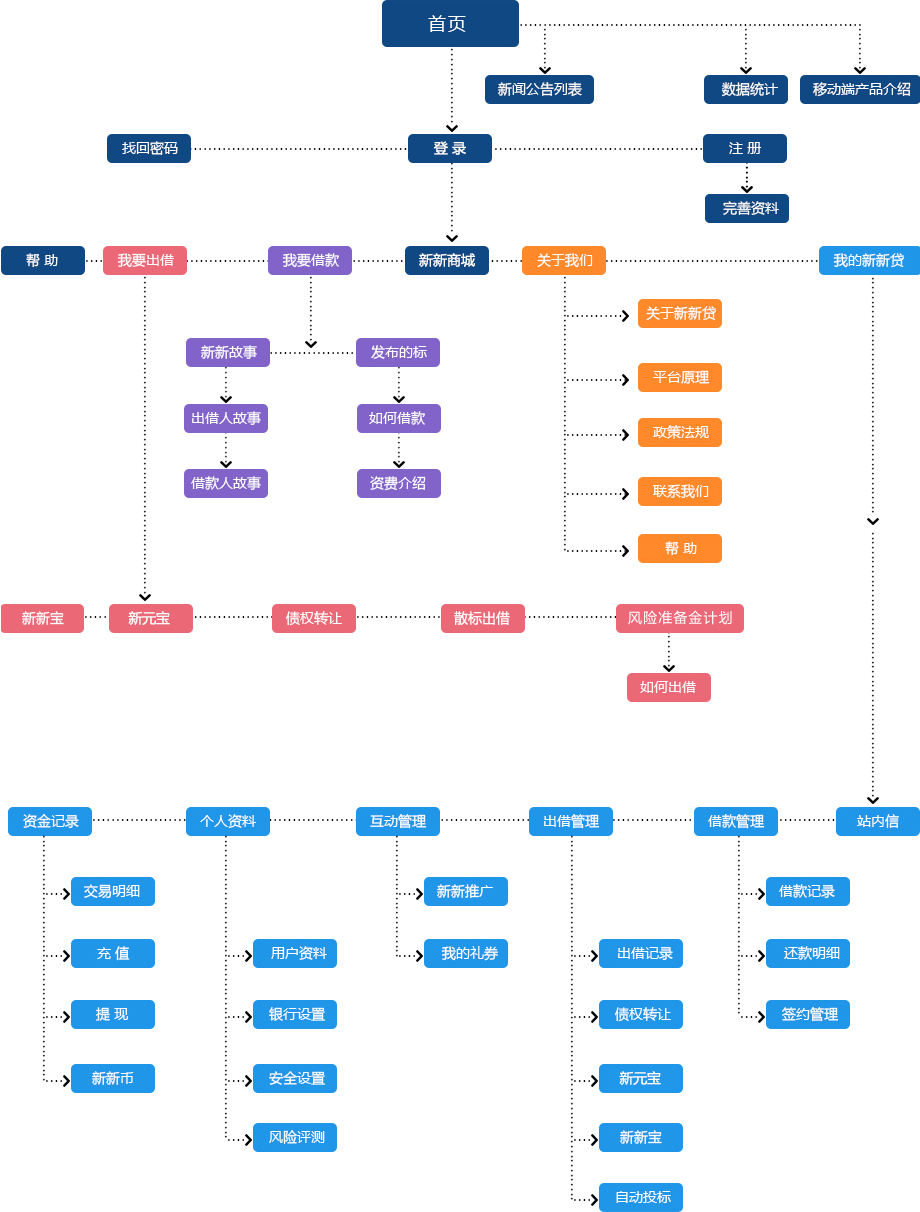 首页
新闻公告列表
数据统计
移动端产品介绍
找回密码
登 录
注 册
完善资料
帮 助
我要出借
我要借款
新新商城
关于我们
我的新新贷
关于新新贷
新新故事
发布的标
平台原理
出借人故事
如何借款
政策法规
借款人故事
资费介绍
联系我们
帮 助
新新宝
新元宝
债权转让
散标出借
风险准备金计划
如何出借
资金记录
个人资料
互动管理
出借管理
借款管理
站内信
交易明细
新新推广
借款记录
充 值
用户资料
我的礼券
出借记录
还款明细
提 现
银行设置
债权转让
签约管理
新新币
安全设置
新元宝
风险评测
新新宝
自动投标